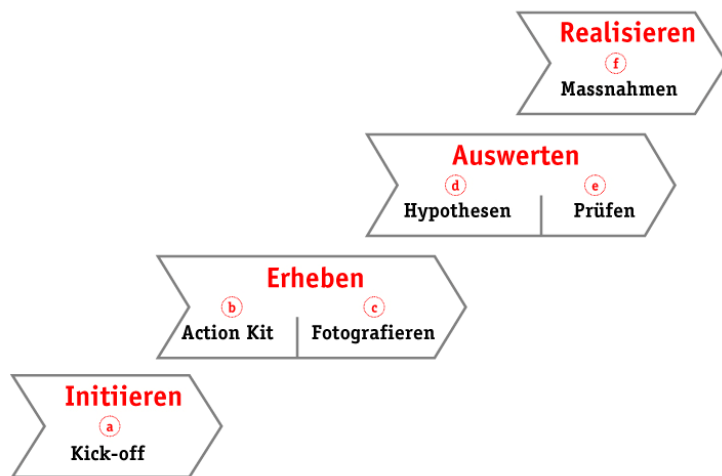 Realisieren
f
Massnahmen
Auswerten
d e
Hypothesen Prüfen
Erheben
b c
Action Kit Fotografieren
Initiieren
a
Kick-off